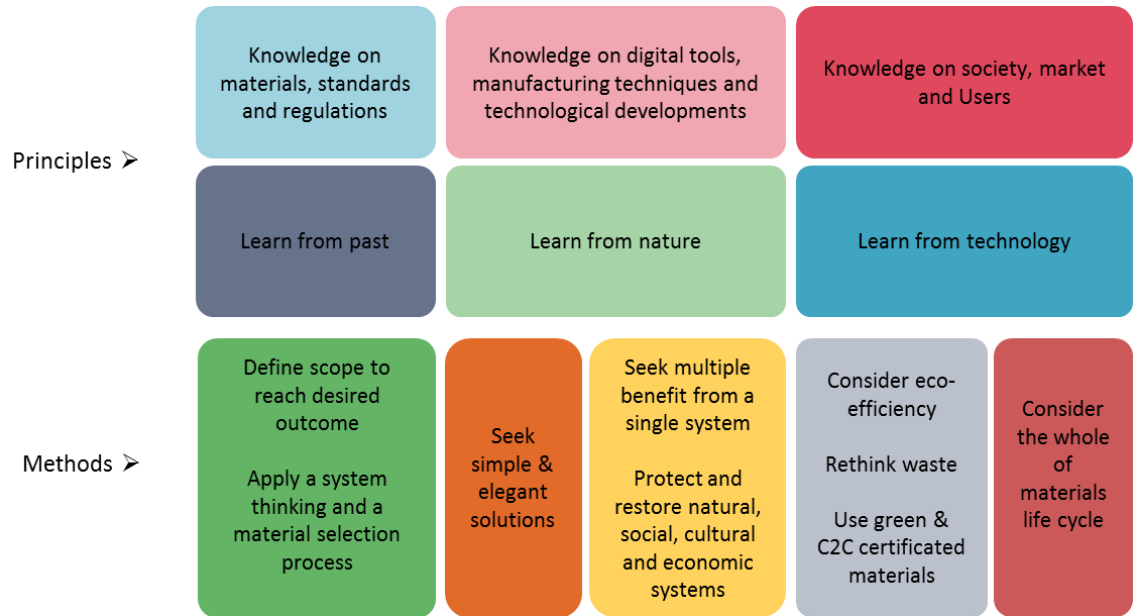 Principles ➢
Knowledge on
materials, standards
and regulations
Knowledge on digital tools,
manufacturing techniques and
technological developments
Knowledge on society, market
and Users
Learn from past
Learn from nature
Learn from technology
Methods ➢
Define scope to
reach desired
outcome
Apply a system
thinking and a
material selection
process
Seek
simple &
elegant
solutions
Seek multiple
benefit from a
single system
Protect and
restore natural,
social, cultural
and economic
systems
Consider eco-
efficiency
Rethink waste
Use green &
C2C certificated
materials
Consider
the whole
of
materials
life cycle